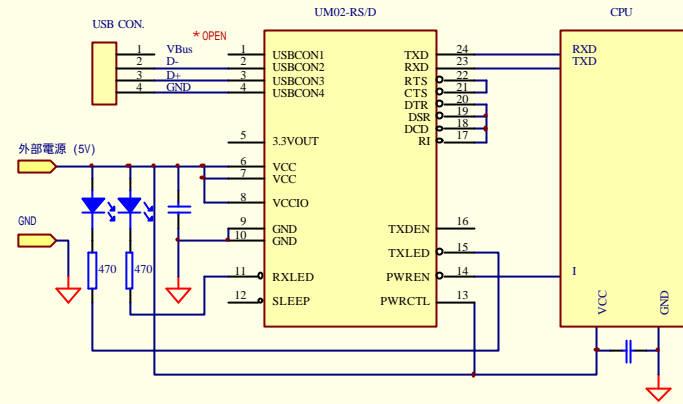 USB CON.
UM02-RS/D
CPU
* OPEN
1 VBus 1 USBCON1
2 D- 2 USBCON2
3 D+ 3 USBCON3
4 GND 4 USBCON4
TXD 24 RXD
RXD 23 TXD
RTS 22
CTS 21
DTR 20
DSR 19
DCD 18
RI 17
5 3.3VOUT
外部電源 (5V)
6 VCC
7 VCC
8 VCCIO
GND
9 GND
10 GND
TXDEN 16
TXLED 15
470
470
11 RXLED
PWREN 14 I
12 SLEEP
PWRCTL 13
VCC
GND